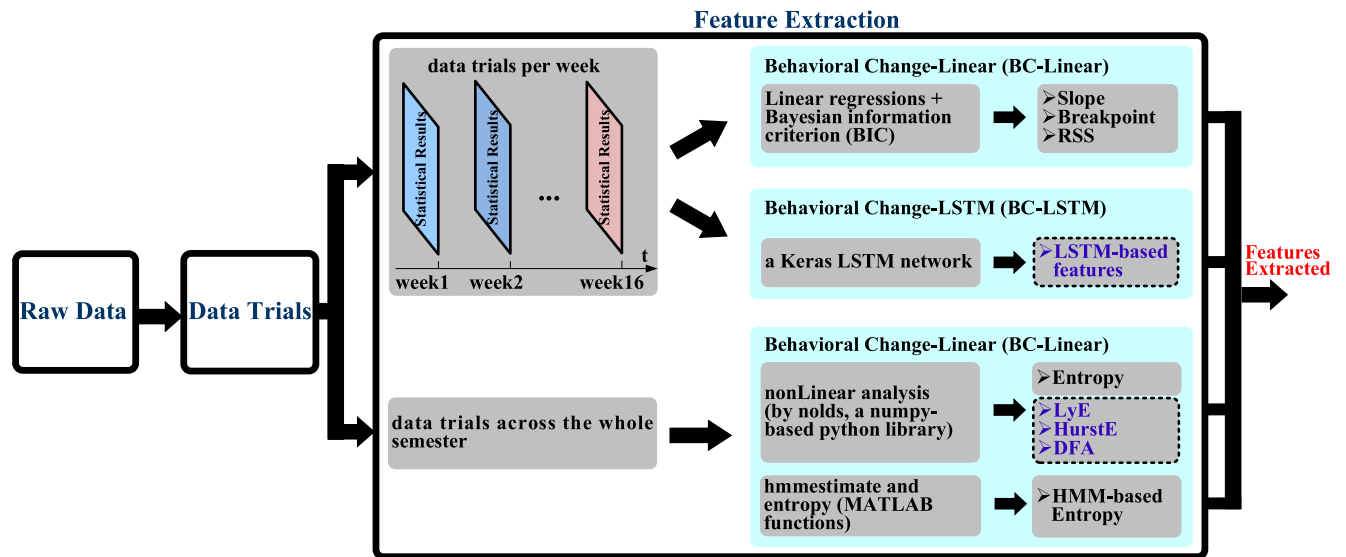 Feature Extraction
Raw Data
Data Trials
data trials per week
Statistical Results
Statistical Results
...
Statistical Results
t
week1
week2
week16
Behavioral Change-Linear (BC-Linear)
Linear regressions +
Bayesian information
criterion (BIC)
➢Slope
➢Breakpoint
➢RSS
Behavioral Change-LSTM (BC-LSTM)
a Keras LSTM network
➢LSTM-based
features
data trials across the whole
semester
Behavioral Change-Linear (BC-Linear)
nonLinear analysis
(by nolds, a numpy-
based python library)
➢Entropy
➢LyE
➢HurstE
➢DFA
hmmestimate and
entropy (MATLAB
functions)
➢HMM-based
Entropy
Features
Extracted